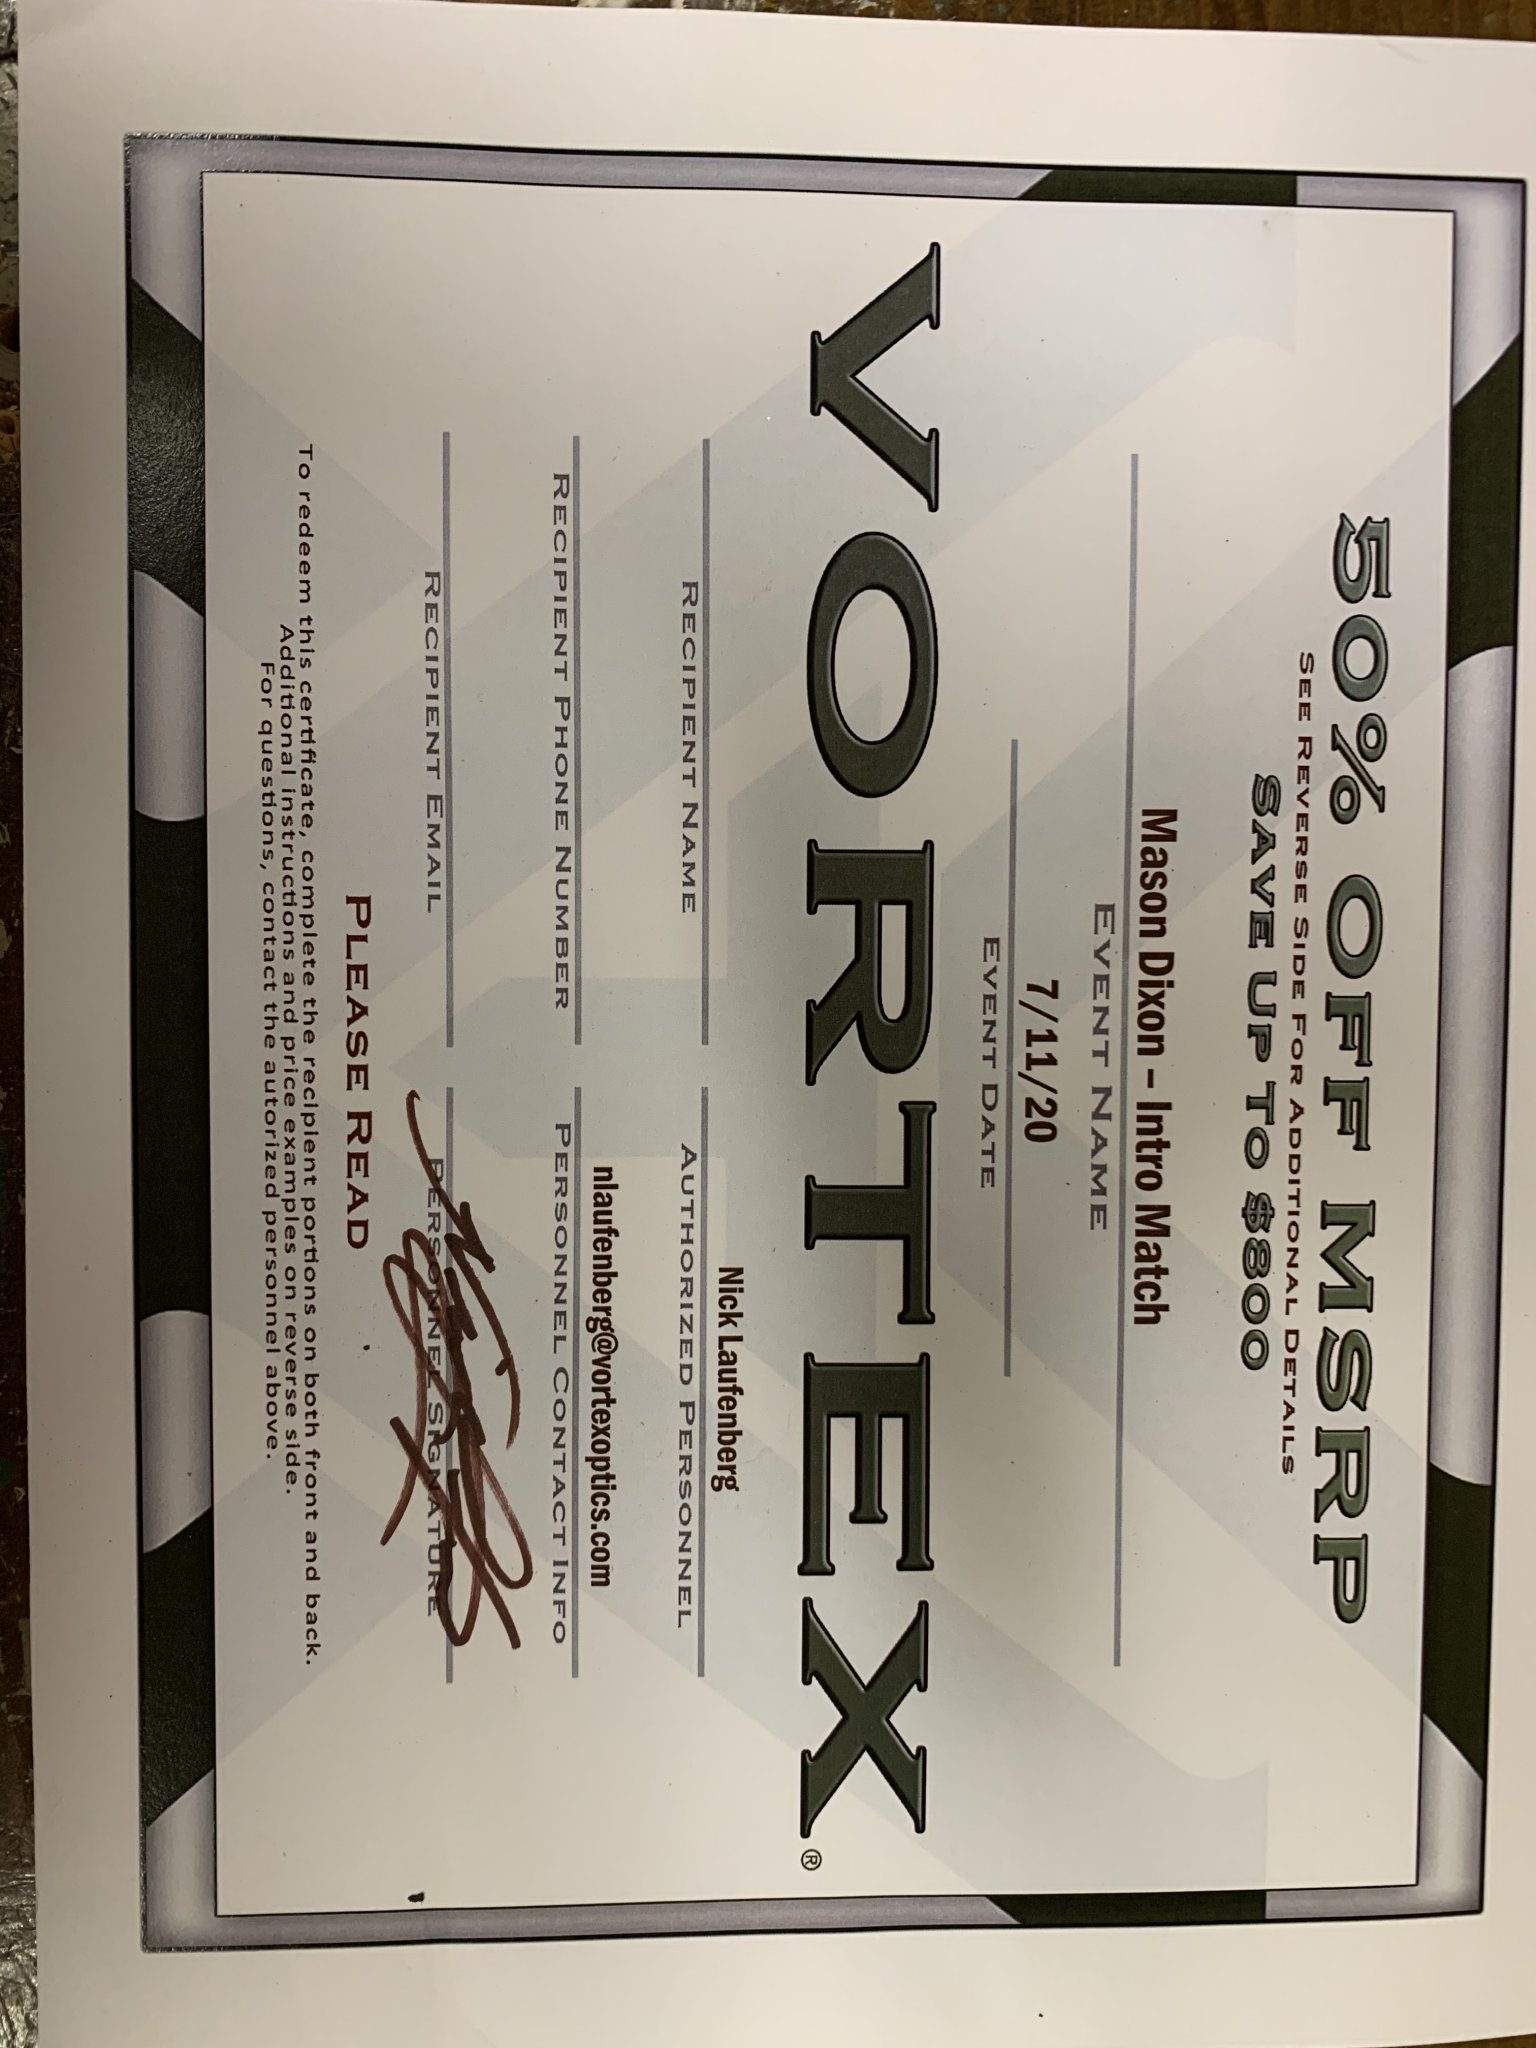 50% OFF MSRP
SEE REVERSE SIDE FOR ADDITIONAL DETAILS
SAVE UP TO $800
Mason Dixon – Intro Match
EVENT NAME
7/11/20
EVENT DATE
VORTEX®
RECIPIENT NAME
Nick Laufenberg
AUTHORIZED PERSONNEL
RECIPIENT PHONE NUMBER
nlaufenberg@vortexoptics.com
PERSONNEL CONTACT INFO
RECIPIENT EMAIL
PERSONNEL SIGNATURE
PLEASE READ
To redeem this certificate, complete the recipient portions on both front and back.
Additional instructions and price examples on reverse side.
For questions, contact the autorized personnel above.